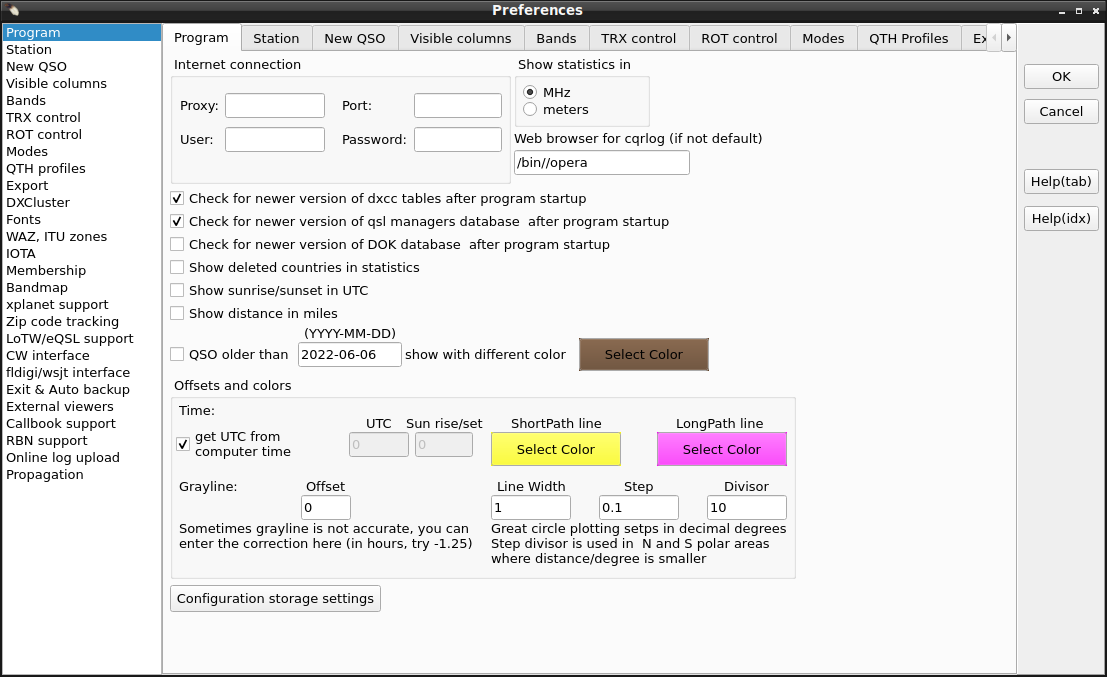 Preferences
Program
Station
New QSO
Visible columns
Bands
TRX control
ROT control
Modes
QTH profiles
Export
DXCluster
Fonts
WAZ, ITU zones
IOTA
Membership
Bandmap
xplanet support
Zip code tracking
LoTW/eQSL support
CW interface
fldigi/wsjt interface
Exit & Auto backup
External viewers
Callbook support
RBN support
Online log upload
Propagation
Program Station New QSO Visible columns Bands TRX control ROT control Modes QTH Profiles Ex
Internet connection
Proxy: Port:
User: Password:
Show statistics in
MHz
meters
Web browser for cqrlog (if not default)
/bin//opera
Check for newer version of dxcc tables after program startup
Check for newer version of qsl managers database  after program startup
Check for newer version of DOK database  after program startup
Show deleted countries in statistics
Show sunrise/sunset in UTC
Show distance in miles
(YYYY-MM-DD)
QSO older than 2022-06-06 show with different color Select Color
Offsets and colors
Time:
UTC Sun rise/set ShortPath line LongPath line
get UTC from
computer time
0 0 Select Color Select Color
Grayline: Offset Line Width Step Divisor
0 1 0.1 10
Sometimes grayline is not accurate, you can
enter the correction here (in hours, try -1.25)
Great circle plotting setps in decimal degrees
Step divisor is used in  N and S polar areas
where distance/degree is smaller
Configuration storage settings
OK
Cancel
Help(tab)
Help(idx)